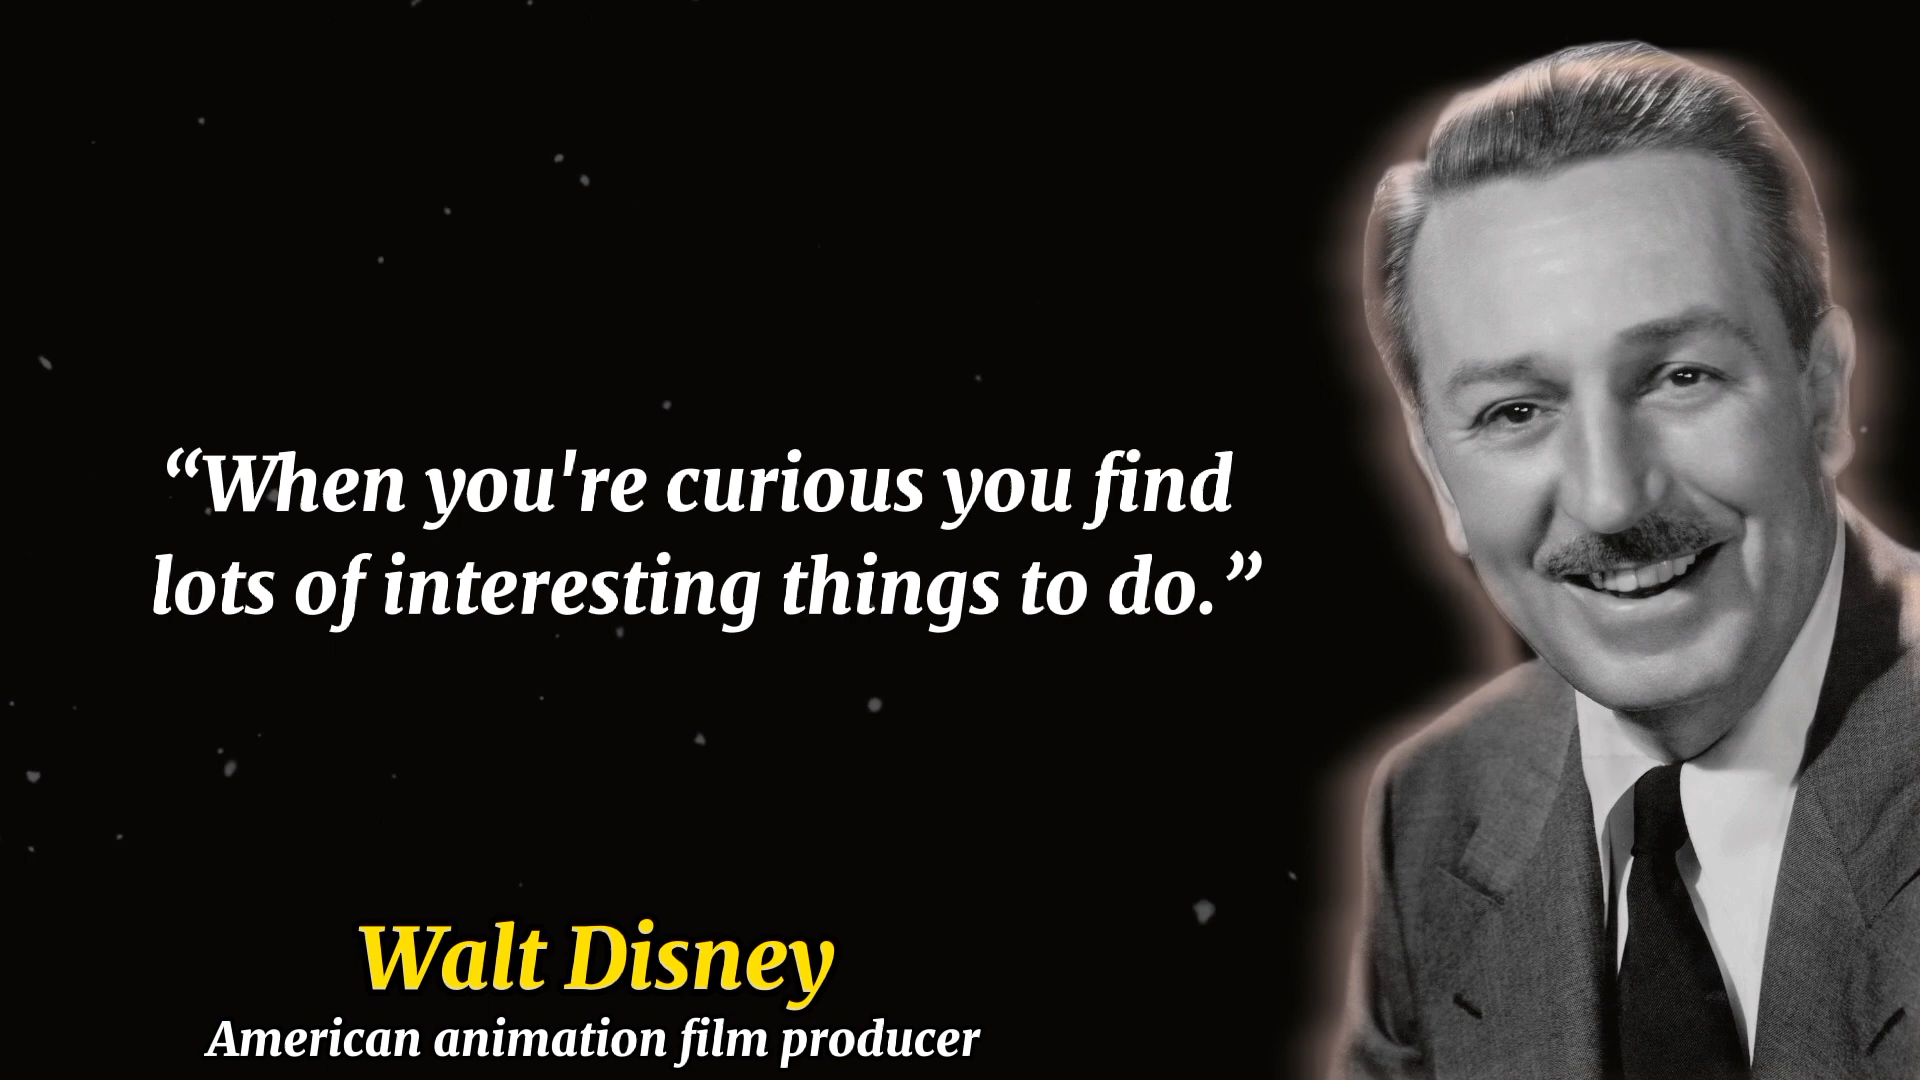 “When you're curious you find
lots of interesting things to do.”
Walt Disney
American animation film producer